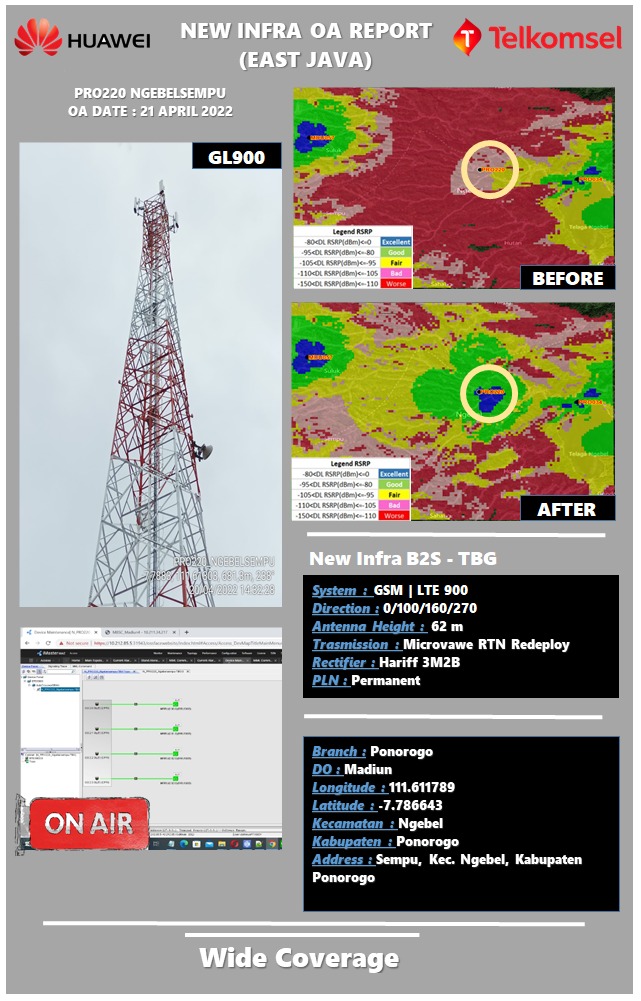 HUAWEI
NEW INFRA OA REPORT
(EAST JAVA)
Telkomsel
PRO220 NGEBELSEMPU
OA DATE : 21 APRIL 2022
GL900
Legend RSRP
-80<DL RSRP(dBm)<=0 Excellent
-95<DL RSRP(dBm)<=-80 Good
-105<DL RSRP(dBm)<=-95 Fair
-110<DL RSRP(dBm)<=-105 Bad
-150<DL RSRP(dBm)<=-110 Worse
BEFORE
Legend RSRP
-80<DL RSRP(dBm)<=0 Excellent
-95<DL RSRP(dBm)<=-80 Good
-105<DL RSRP(dBm)<=-95 Fair
-110<DL RSRP(dBm)<=-105 Bad
-150<DL RSRP(dBm)<=-110 Worse
AFTER
PRO220_NGEBELSEMPU
20/04/2022 14:32:28
New Infra B2S - TBG
System : GSM | LTE 900
Direction : 0/100/160/270
Antenna Height : 62 m
Trasmission : Microvawe RTN Redeploy
Rectifier : Hariff 3M2B
PLN : Permanent
ON AIR
Branch : Ponorogo
DO : Madiun
Longitude : 111.611789
Latitude : -7.786643
Kecamatan : Ngebel
Kabupaten : Ponorogo
Address : Sempu, Kec. Ngebel, Kabupaten
Ponorogo
Wide Coverage